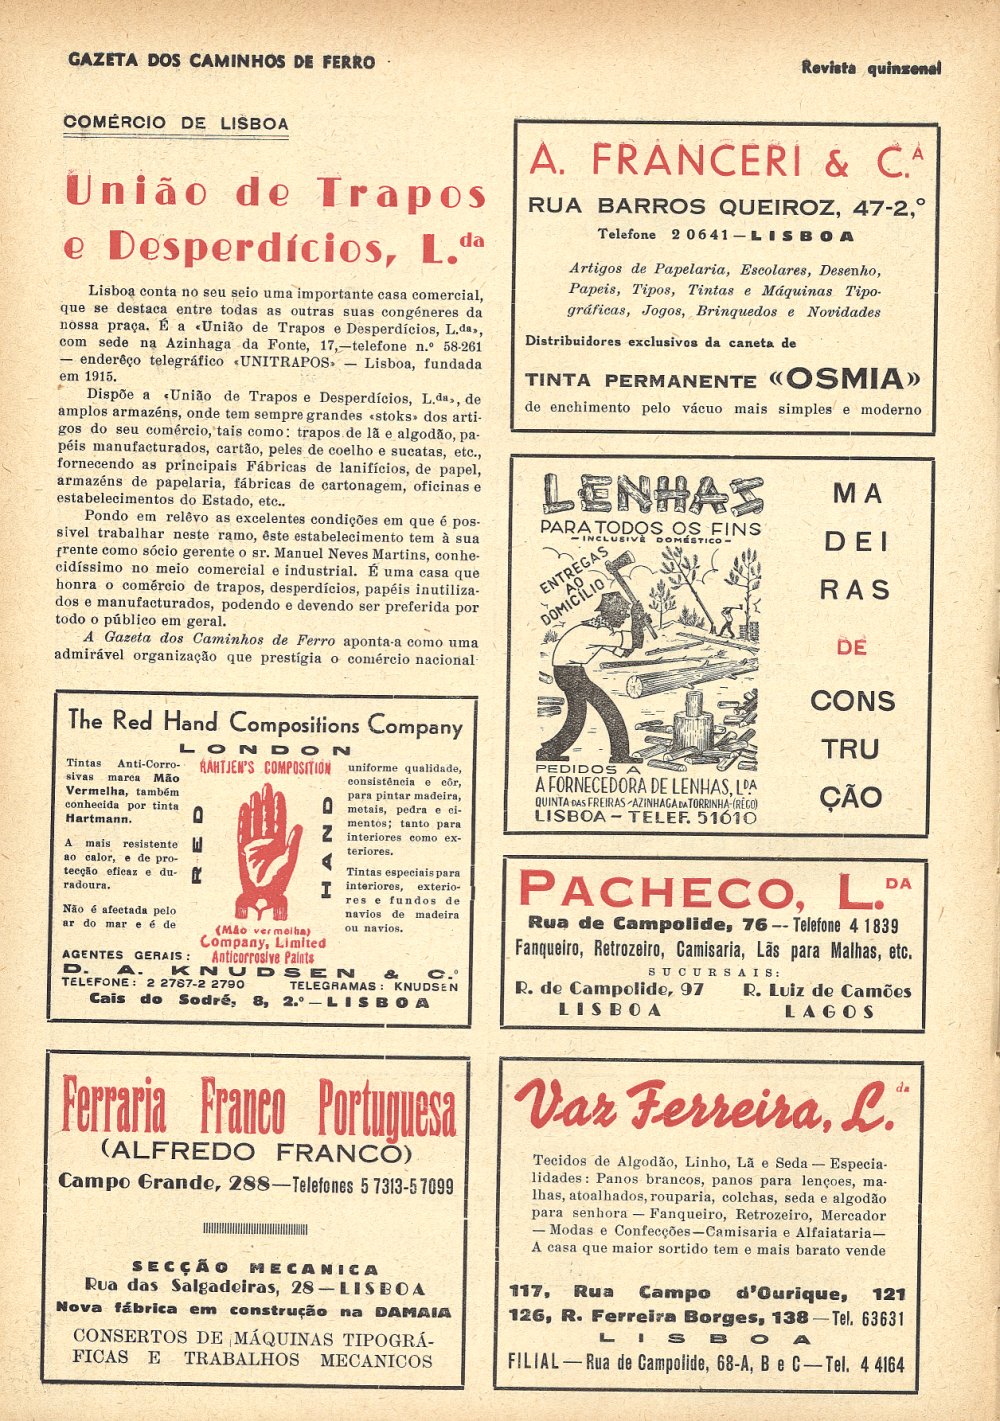 GAZETA DOS CAMINHOS DE FERRO
Revista quinzenal
COMÉRCIO DE LISBOA
União de Trapos
e Desperdícios, L.da
Lisboa conta no seu seio uma importante casa comercial,
que se destaca entre todas as outras suas congéneres da
nossa praça. É a «União de Trapos e Desperdícios, L.da»,
com sede na Azinhaga da Fonte, 17,—telefone n.º 58-261
— enderêço telegráfico «UNITRAPOS» — Lisboa, fundada
em 1915.
Dispõe a «União de Trapos e Desperdícios, L.da», de
amplos armazéns, onde tem sempre grandes «stoks» dos arti-
gos do seu comércio, tais como: trapos de lã e algodão, pa-
péis manufacturados, cartão, peles de coelho e sucatas, etc.,
fornecendo as principais Fábricas de lanifícios, de papel,
armazéns de papelaria, fábricas de cartonagem, oficinas e
estabelecimentos do Estado, etc..
Pondo em relêvo as excelentes condições em que é pos-
sivel trabalhar neste ramo, êste estabelecimento tem à sua
frente como sócio gerente o sr. Manuel Neves Martins, conhe-
cidíssimo no meio comercial e industrial. É uma casa que
honra o comércio de trapos, desperdícios, papéis inutiliza-
dos e manufacturados, podendo e devendo ser preferida por
todo o público em geral.
A Gazeta dos Caminhos de Ferro aponta-a como uma
admirável organização que prestígia o comércio nacional
The Red Hand Compositions Company
LONDON
Tintas Anti-Corro-
sivas marca Mão
Vermelha, também
conhecida por tinta
Hartmann.
A mais resistente
ao calor, e de pro-
tecção eficaz e du-
radoura.
Não é afectada pelo
ar do mar e é de
RAHTJEN'S COMPOSITION
RED
HAND
(Mão vermelha)
Company, Limited
Anticorrosive Paints
uniforme qualidade,
consistência e côr,
para pintar madeira,
metais, pedra e ci-
mentos; tanto para
interiores como ex-
teriores.
Tintas especiais para
interiores, exterio-
res e fundos de
navios de madeira
ou navios.
AGENTES GERAIS:
D. A. KNUDSEN & C.º
TELEFONE: 2 2787-2 2790 TELEGRAMAS: KNUDSEN
Cais do Sodré, 8, 2.º—LISBOA
Ferraria Franco Portuguesa
(ALFREDO FRANCO)
Campo Grande, 288—Telefones 5 7313-5 7099
SECÇÃO MECANICA
Rua das Salgadeiras, 28—LISBOA
Nova fábrica em construção na DAMAIA
CONSERTOS DE MÁQUINAS TIPOGRÁ-
FICAS E TRABALHOS MECANICOS
A. FRANCERI & C.A
RUA BARROS QUEIROZ, 47-2,º
Telefone 2 0641—LISBOA
Artigos de Papelaria, Escolares, Desenho,
Papeis, Tipos, Tintas e Máquinas Tipo-
gráficas, Jogos, Brinquedos e Novidades
Distribuidores exclusivos da caneta de
TINTA PERMANENTE «OSMIA»
de enchimento pelo vácuo mais simples e moderno
LENHAS
PARA TODOS OS FINS
—INCLUSIVÈ DOMÉSTICO—
ENTREGAS
AO
DOMICÍLIO
PEDIDOS A
A FORNECEDORA DE LENHAS, L.DA
QUINTA DAS FREIRAS-AZINHAGA DA TORRINHA-(RÊGO)
LISBOA — TELEF. 51610
MA
DEI
RAS
DE
CONS
TRU
ÇÃO
PACHECO, L.DA
Rua de Campolide, 76 -- Telefone 4 1839
Fanqueiro, Retrozeiro, Camisaria, Lãs para Malhas, etc.
SUCURSAIS:
R. de Campolide, 97 R. Luiz de Camões
LISBOA LAGOS
Vaz Ferreira, L.da
Tecidos de Algodão, Linho, Lã e Seda — Especia-
lidades: Panos brancos, panos para lençoes, ma-
lhas, atoalhados, rouparia, colchas, seda e algodão
para senhora — Fanqueiro, Retrozeiro, Mercador
— Modas e Confecções—Camisaria e Alfaiataria—
A casa que maior sortido tem e mais barato vende
117, Rua Campo d'Ourique, 121
126, R. Ferreira Borges, 138—Tel. 63631
LISBOA
FILIAL — Rua de Campolide, 68-A, B e C—Tel. 4 4164